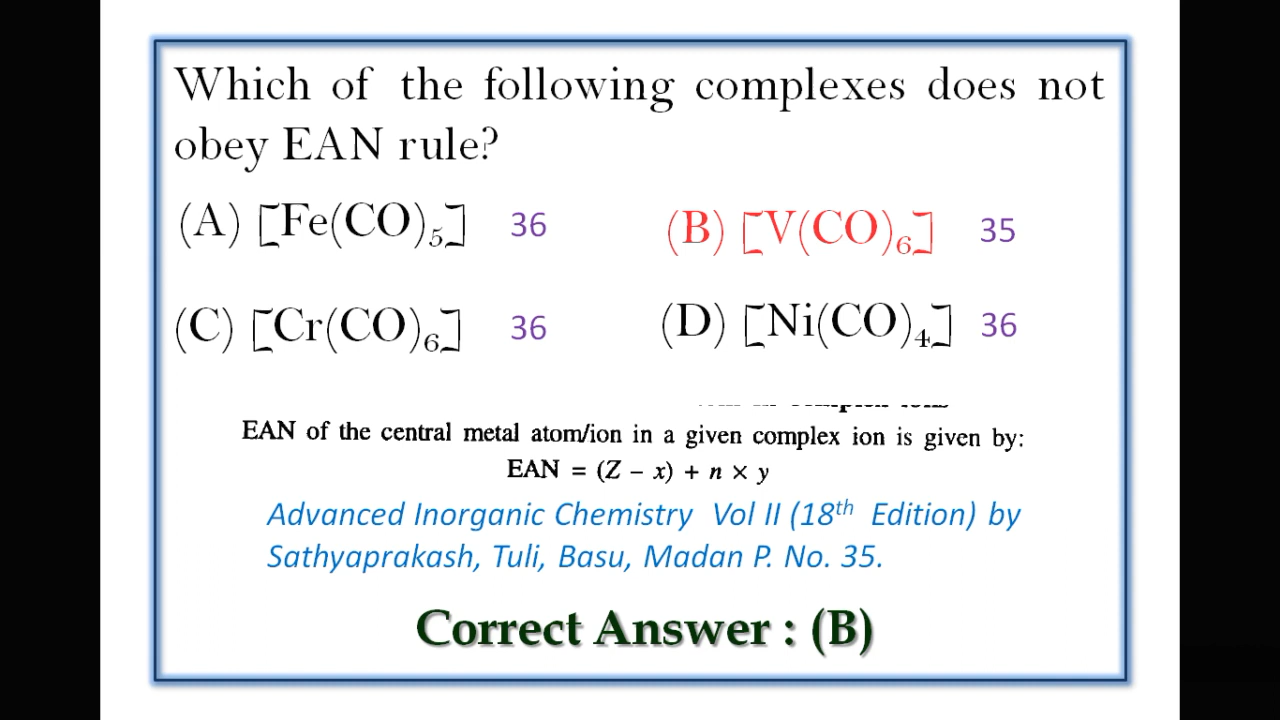 Which of the following complexes does not
obey EAN rule?
(A) [Fe(CO)₅] 36 (B) [V(CO)₆] 35
(C) [Cr(CO)₆] 36 (D) [Ni(CO)₄] 36
EAN of the central metal atom/ion in a given complex ion is given by:
EAN = (Z – x) + n × y
Advanced Inorganic Chemistry Vol II (18ᵗʰ Edition) by
Sathyaprakash, Tuli, Basu, Madan P. No. 35.
Correct Answer : (B)